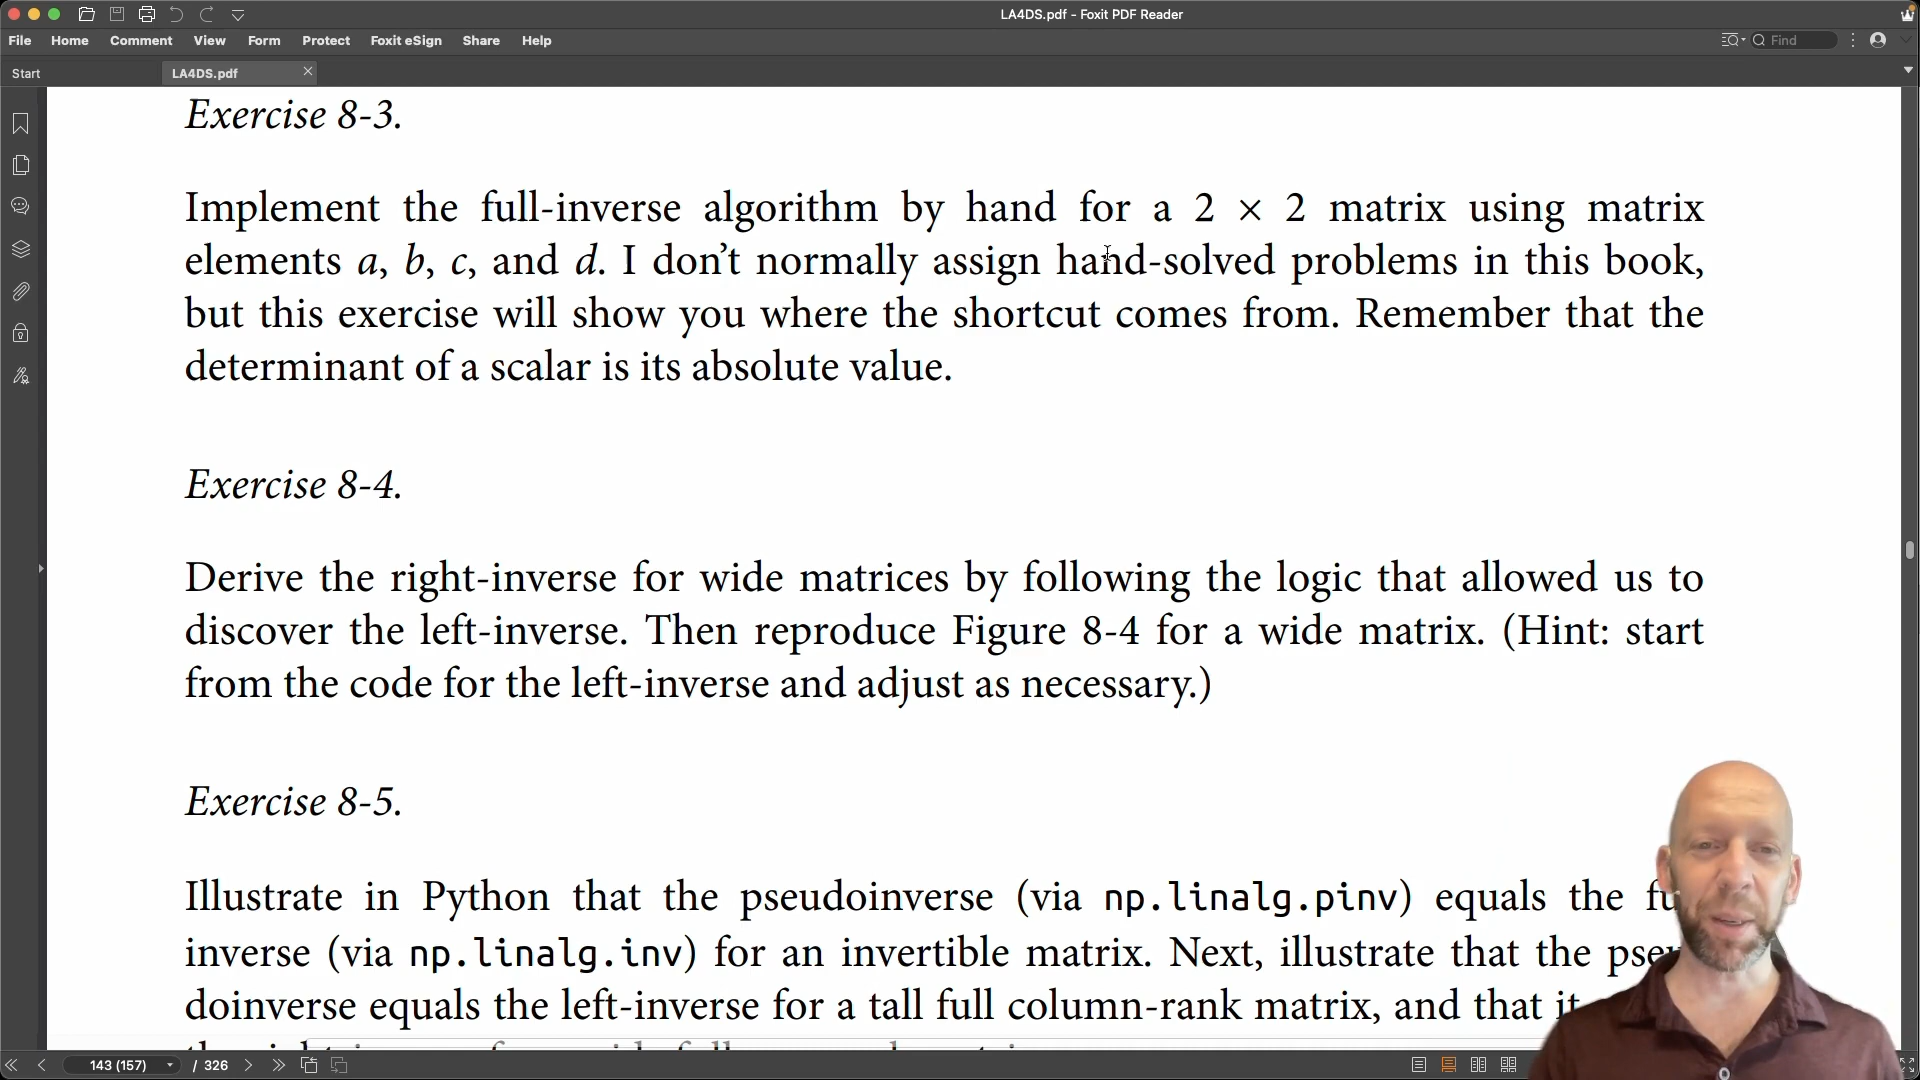 LA4DS.pdf - Foxit PDF Reader
File Home Comment View Form Protect Foxit eSign Share Help
Find
Start
LA4DS.pdf
Exercise 8-3.
Implement the full-inverse algorithm by hand for a 2 × 2 matrix using matrix
elements a, b, c, and d. I don’t normally assign hand-solved problems in this book,
but this exercise will show you where the shortcut comes from. Remember that the
determinant of a scalar is its absolute value.
Exercise 8-4.
Derive the right-inverse for wide matrices by following the logic that allowed us to
discover the left-inverse. Then reproduce Figure 8-4 for a wide matrix. (Hint: start
from the code for the left-inverse and adjust as necessary.)
Exercise 8-5.
Illustrate in Python that the pseudoinverse (via np.linalg.pinv) equals the
inverse (via np.linalg.inv) for an invertible matrix. Next, illustrate that the
doinverse equals the left-inverse for a tall full column-rank matrix, and that
143 (157) / 326